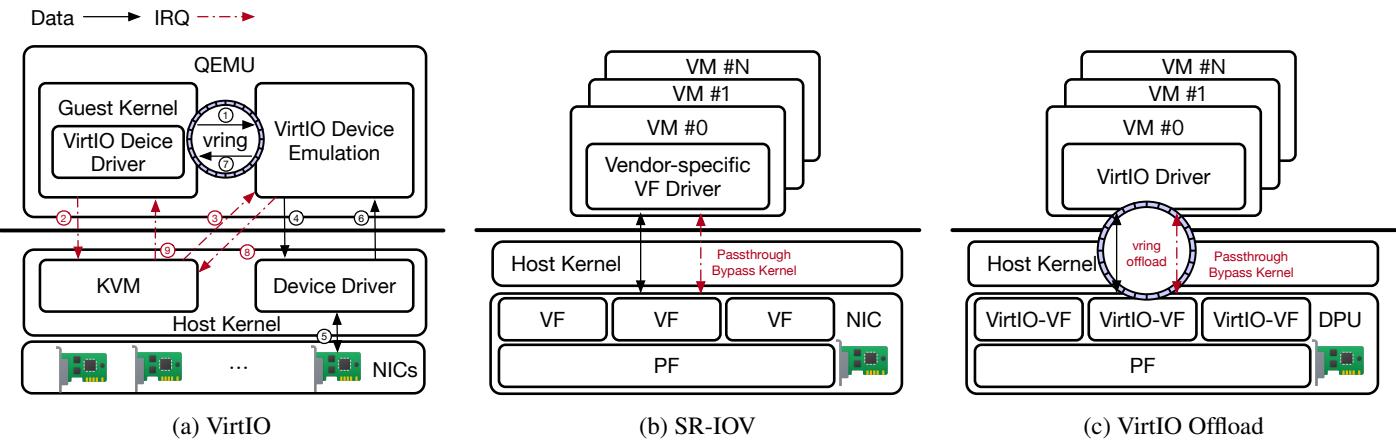 Data
IRQ
QEMU
Guest Kernel
VirtIO Deice
Driver
①
vring
⑦
VirtIO Device
Emulation
②
③
④
⑥
⑨
⑧
KVM
Device Driver
Host Kernel
⑤
...
NICs
(a) VirtIO
VM #N
VM #1
VM #0
Vendor-specific
VF Driver
Host Kernel
Passthrough
Bypass Kernel
VF
VF
VF
NIC
PF
(b) SR-IOV
VM #N
VM #1
VM #0
VirtIO Driver
Host Kernel
vring
offload
Passthrough
Bypass Kernel
VirtIO-VF
VirtIO-VF
VirtIO-VF
DPU
PF
(c) VirtIO Offload